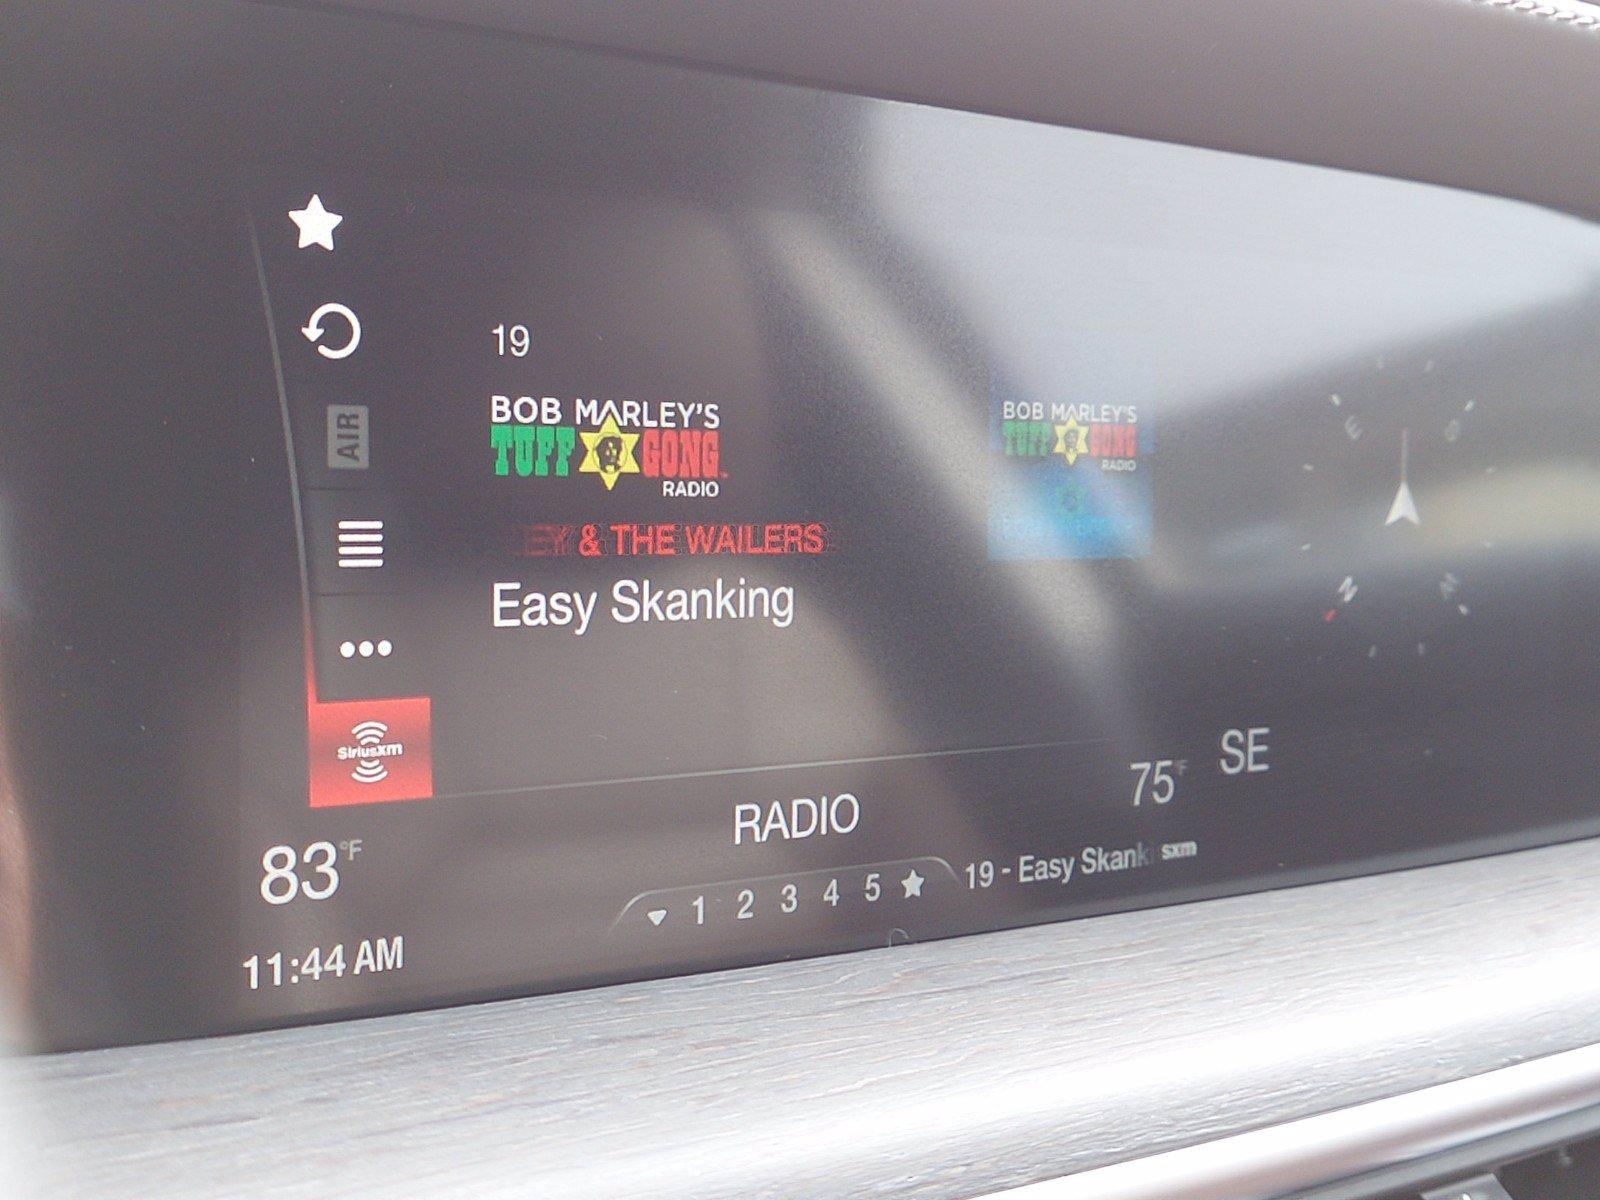 19
BOB MARLEY'S
TUFF GONG
RADIO
AIR
EY & THE WAILERS
Easy Skanking
BOB MARLEY'S
TUFF GONG
RADIO
SiriusXM
E
N
75°F
SE
RADIO
83°F
1 2 3 4 5
19 - Easy Skank
sxm
11:44 AM